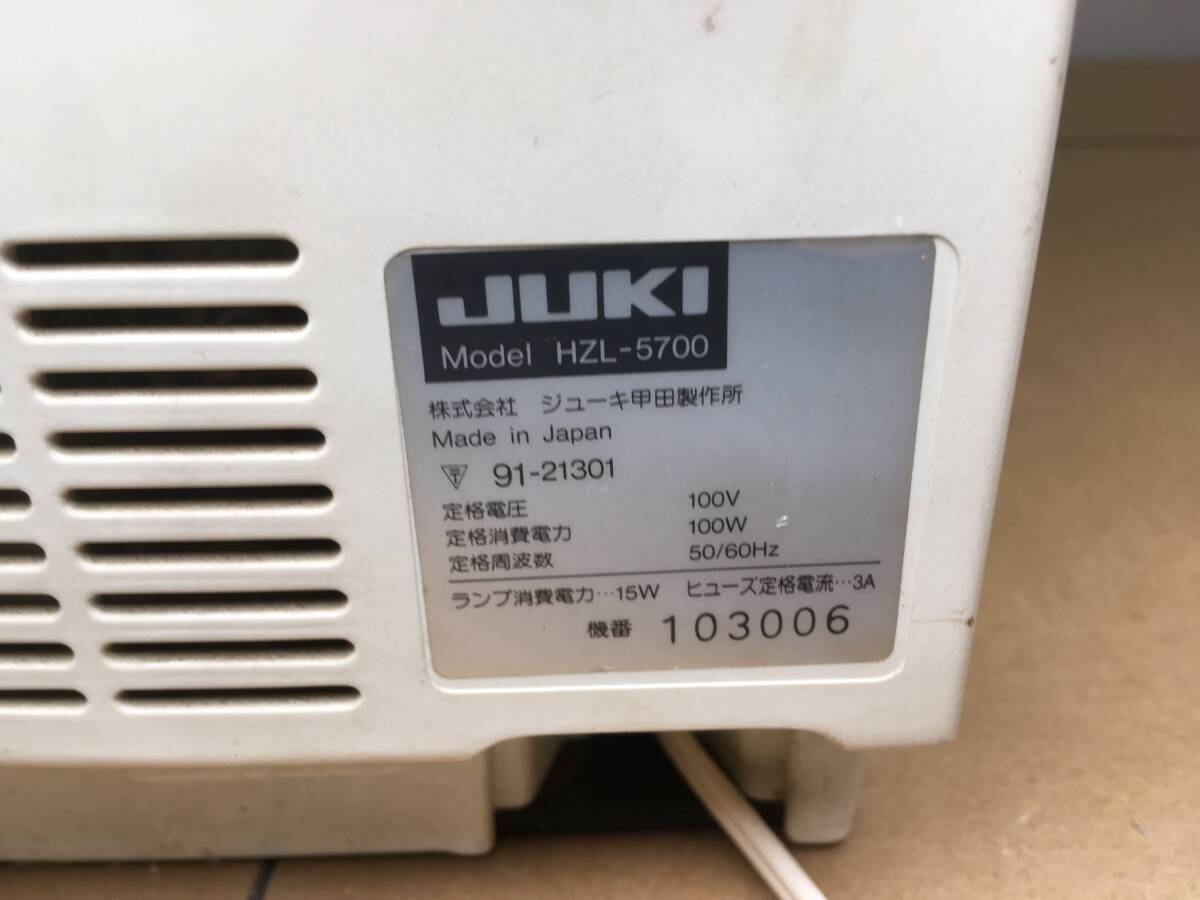 JUKI
Model HZL-5700
株式会社 ジューキ甲田製作所
Made in Japan
91-21301
定格電圧 100V
定格消費電力 100W
定格周波数 50/60Hz
ランプ消費電力…15W ヒューズ定格電流…3A
機番 103006